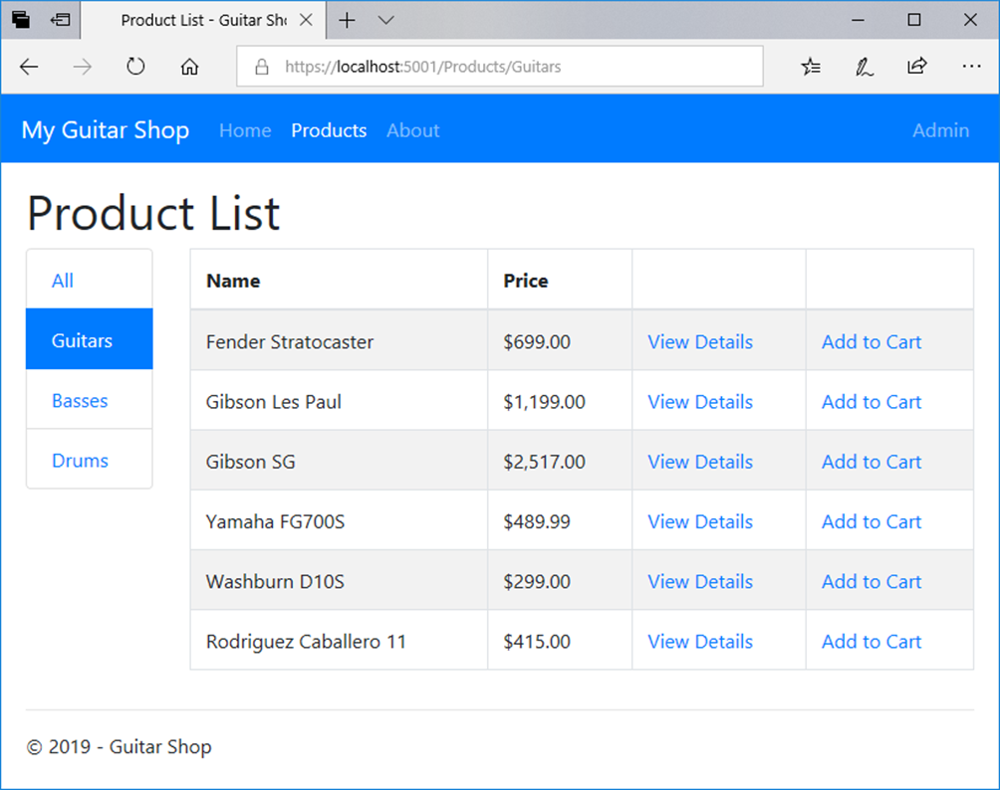 Product List - Guitar Sh
https://localhost:5001/Products/Guitars
My Guitar Shop Home Products About Admin
Product List
All
Guitars
Basses
Drums
Name Price
Fender Stratocaster $699.00 View Details Add to Cart
Gibson Les Paul $1,199.00 View Details Add to Cart
Gibson SG $2,517.00 View Details Add to Cart
Yamaha FG700S $489.99 View Details Add to Cart
Washburn D10S $299.00 View Details Add to Cart
Rodriguez Caballero 11 $415.00 View Details Add to Cart
© 2019 - Guitar Shop